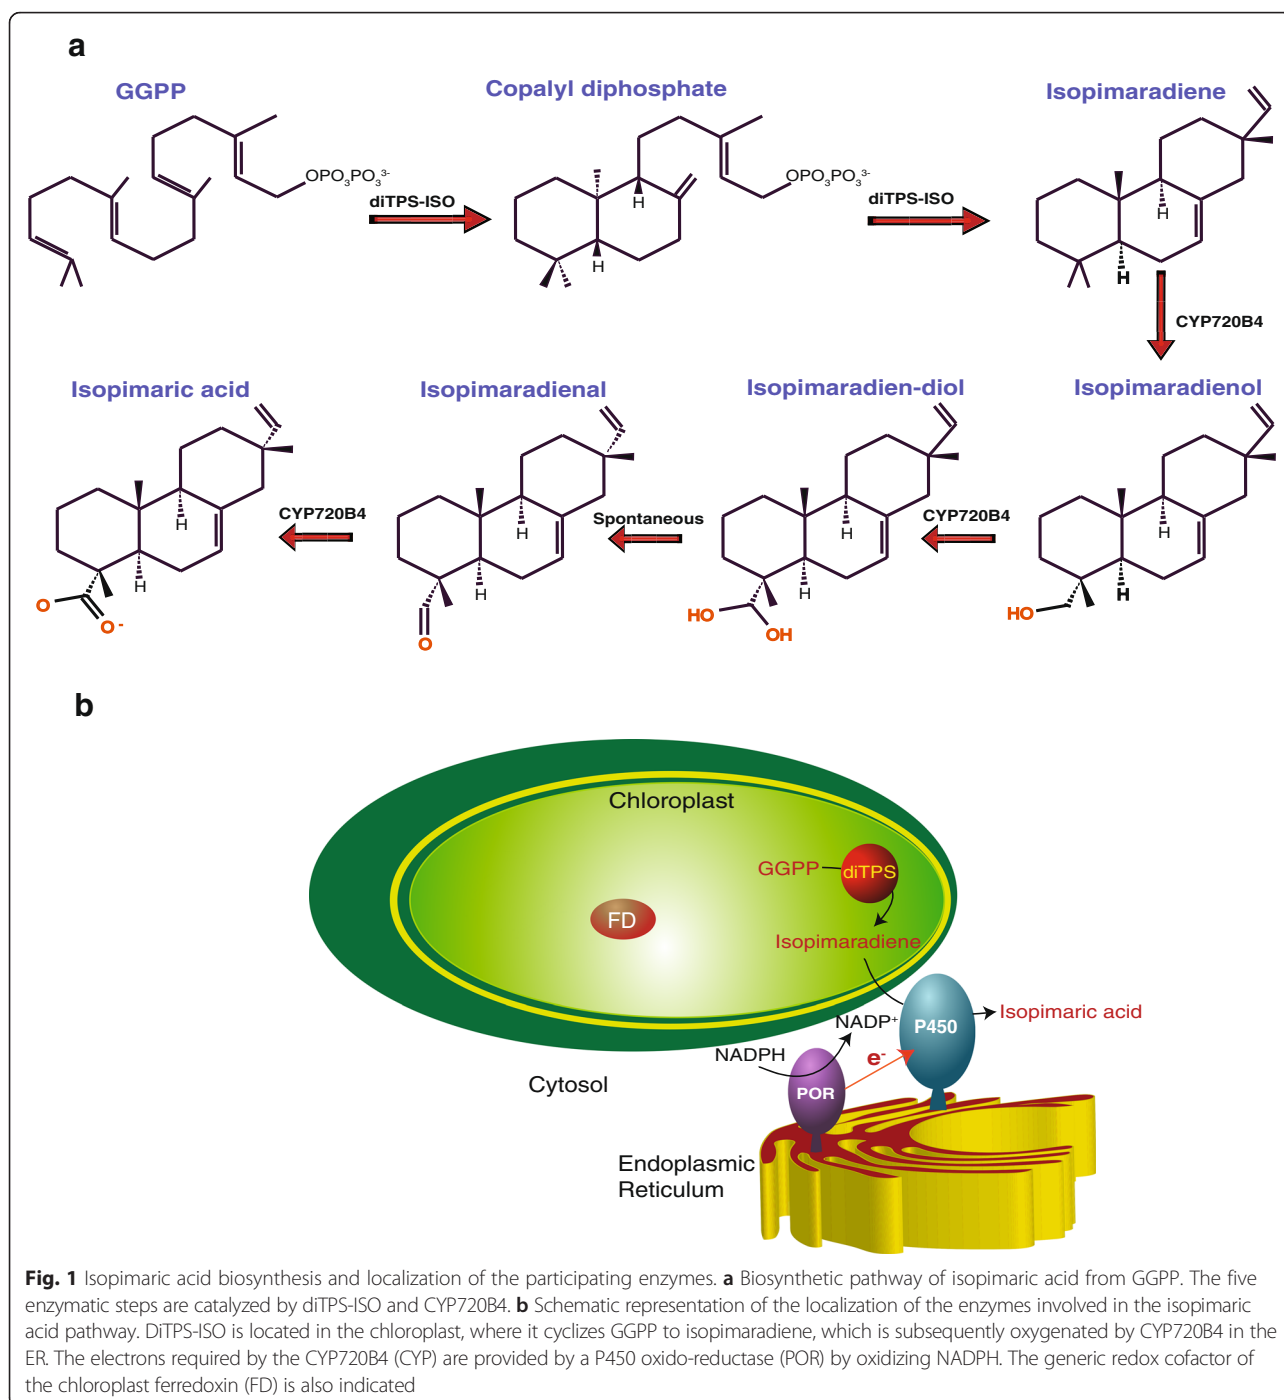 a
GGPP
Copalyl diphosphate
Isopimaradiene
OPO3PO3 3-
diTPS-ISO
H
H
OPO3PO3 3-
diTPS-ISO
H
H
CYP720B4
Isopimaric acid
Isopimaradienal
Isopimaradien-diol
Isopimaradienol
H
H
O
O -
CYP720B4
H
H
O
Spontaneous
H
H
HO
OH
CYP720B4
H
H
HO
b
Chloroplast
GGPP
diTPS
FD
Isopimaradiene
P450
Isopimaric acid
NADP+
NADPH
e-
POR
Cytosol
Endoplasmic
Reticulum
Fig. 1 Isopimaric acid biosynthesis and localization of the participating enzymes. a Biosynthetic pathway of isopimaric acid from GGPP. The five
enzymatic steps are catalyzed by diTPS-ISO and CYP720B4. b Schematic representation of the localization of the enzymes involved in the isopimaric
acid pathway. DiTPS-ISO is located in the chloroplast, where it cyclizes GGPP to isopimaradiene, which is subsequently oxygenated by CYP720B4 in the
ER. The electrons required by the CYP720B4 (CYP) are provided by a P450 oxido-reductase (POR) by oxidizing NADPH. The generic redox cofactor of
the chloroplast ferredoxin (FD) is also indicated